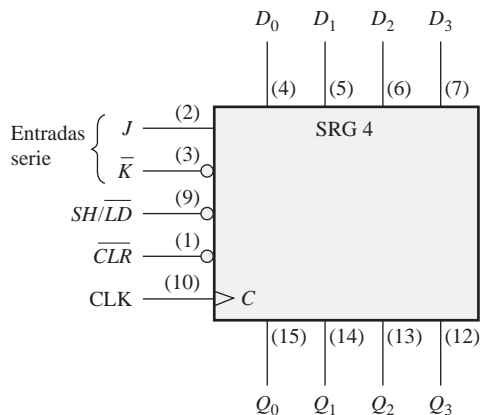 D₀ D₁ D₂ D₃
(4) (5) (6) (7)
SRG 4
Entradas
serie
J (2)
K̅ (3)
SH/L̅D̅ (9)
C̅L̅R̅ (1)
CLK (10) C
(15) (14) (13) (12)
Q₀ Q₁ Q₂ Q₃